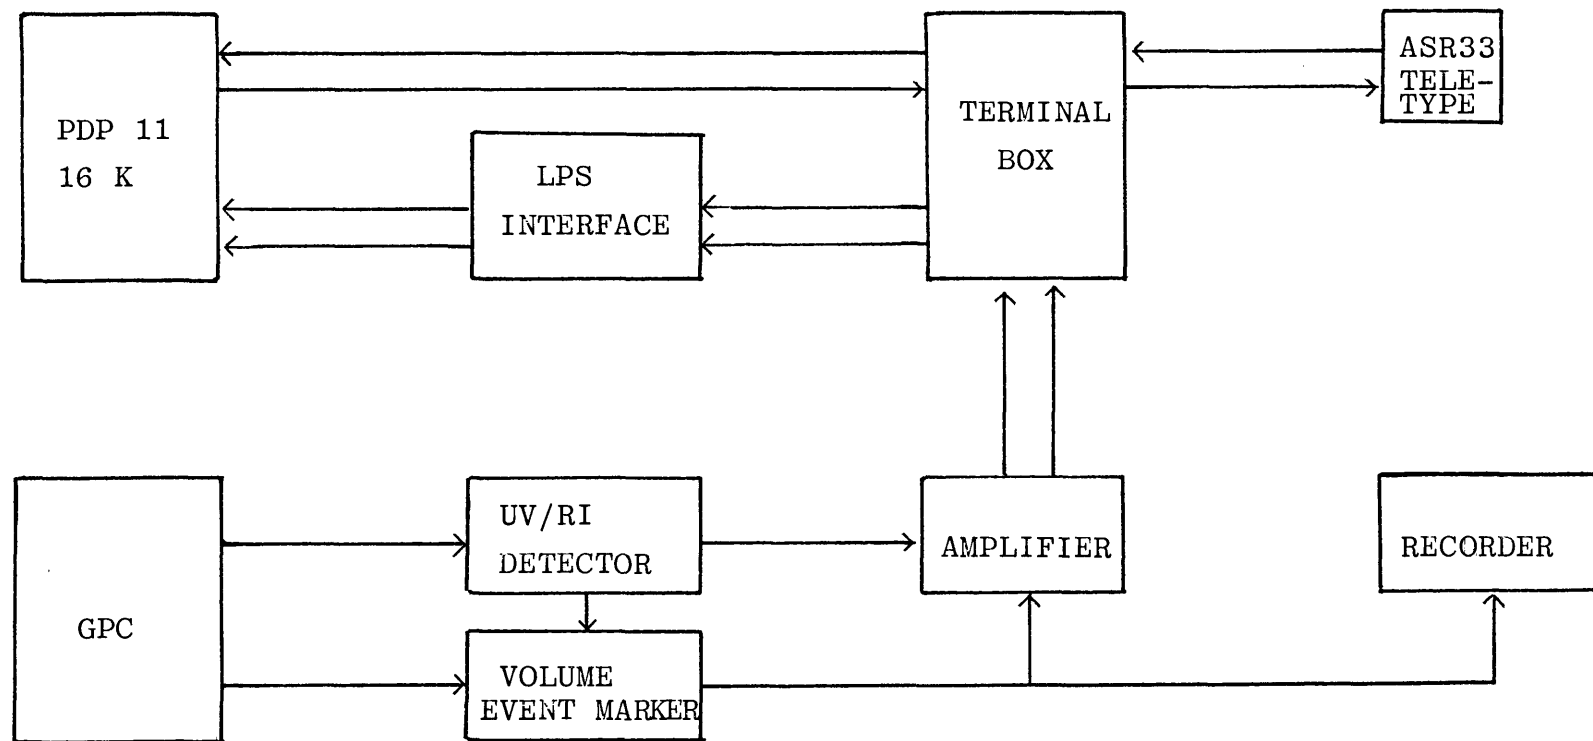 PDP 11
16 K
LPS
INTERFACE
TERMINAL
BOX
ASR33
TELE-
TYPE
GPC
UV/RI
DETECTOR
VOLUME
EVENT MARKER
AMPLIFIER
RECORDER